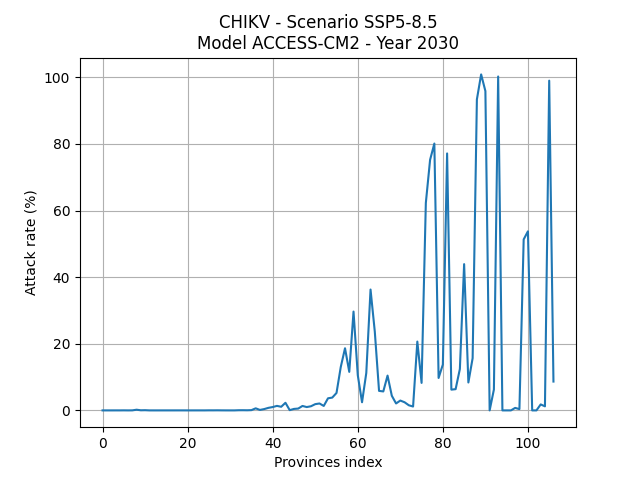 CHIKV - Scenario SSP5-8.5
Model ACCESS-CM2 - Year 2030
100
80
60
40
20
0
Attack rate (%)
0 20 40 60 80 100
Provinces index